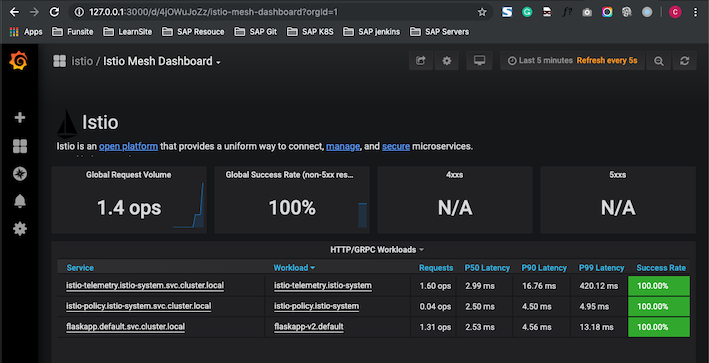 127.0.0.1:3000/d/4jOWuJoZz/istio-mesh-dashboard?orgId=1
Apps Funsite LearnSite SAP Resouce SAP Git SAP K8S SAP jenkins SAP Servers
istio / Istio Mesh Dashboard
Last 5 minutes Refresh every 5s
Istio
Istio is an open platform that provides a uniform way to connect, manage, and secure microservices.
Global Request Volume Global Success Rate (non-5xx res... 4xxs 5xxs
1.4 ops 100% N/A N/A
HTTP/GRPC Workloads
Service Workload Requests P50 Latency P90 Latency P99 Latency Success Rate
istio-telemetry.istio-system.svc.cluster.local istio-telemetry.istio-system 1.60 ops 2.99 ms 16.76 ms 420.12 ms 100.00%
istio-policy.istio-system.svc.cluster.local istio-policy.istio-system 0.04 ops 2.50 ms 4.50 ms 4.95 ms 100.00%
flaskapp.default.svc.cluster.local flaskapp-v2.default 1.31 ops 2.53 ms 4.56 ms 13.18 ms 100.00%